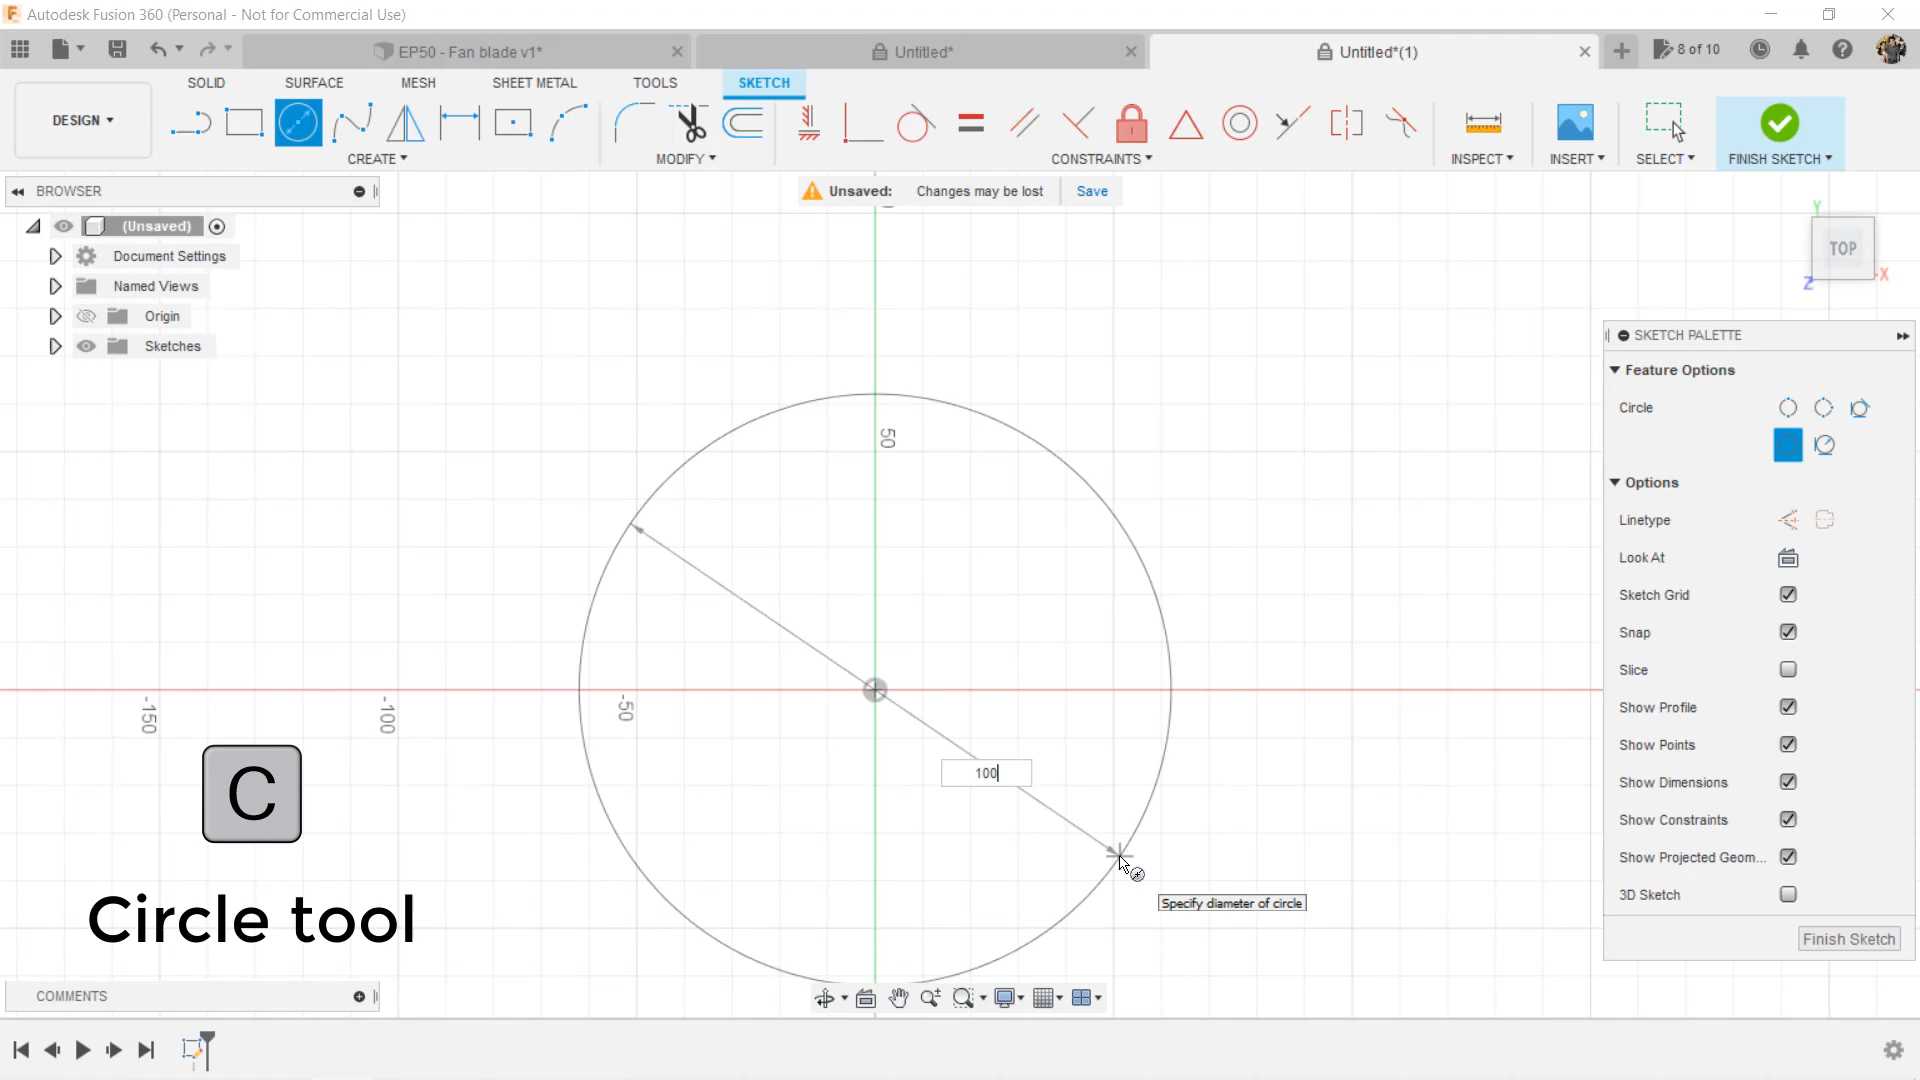 Autodesk Fusion 360 (Personal - Not for Commercial Use)
EP50 - Fan blade v1*
Untitled*
Untitled*(1)
8 of 10
SOLID SURFACE MESH SHEET METAL TOOLS SKETCH
DESIGN ▾
CREATE ▾ MODIFY ▾ CONSTRAINTS ▾ INSPECT ▾ INSERT ▾ SELECT ▾ FINISH SKETCH ▾
BROWSER
Unsaved: Changes may be lost Save
(Unsaved)
Document Settings
Named Views
Origin
Sketches
Y
TOP
X
Z
SKETCH PALETTE
Feature Options
Circle
Options
Linetype
Look At
Sketch Grid
Snap
Slice
Show Profile
Show Points
Show Dimensions
Show Constraints
Show Projected Geom...
3D Sketch
Finish Sketch
50
-150
-100
-50
100
Specify diameter of circle
C
Circle tool
COMMENTS